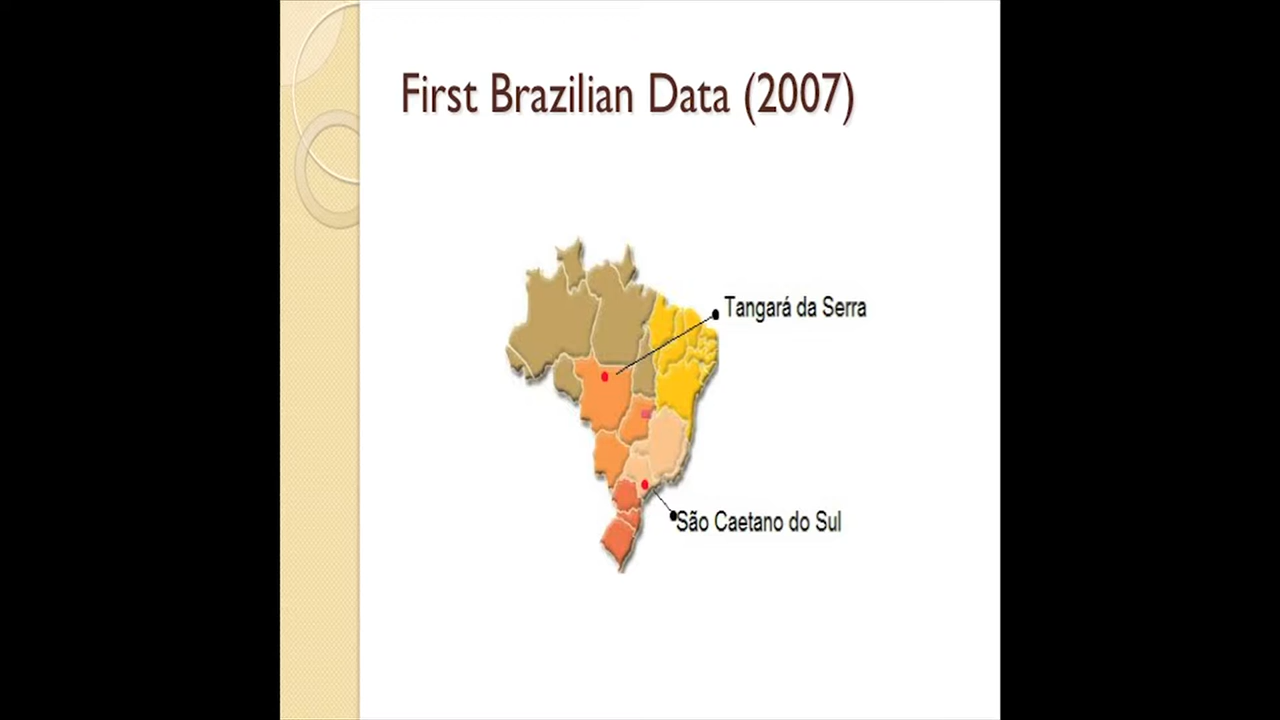 First Brazilian Data (2007)
Tangará da Serra
São Caetano do Sul